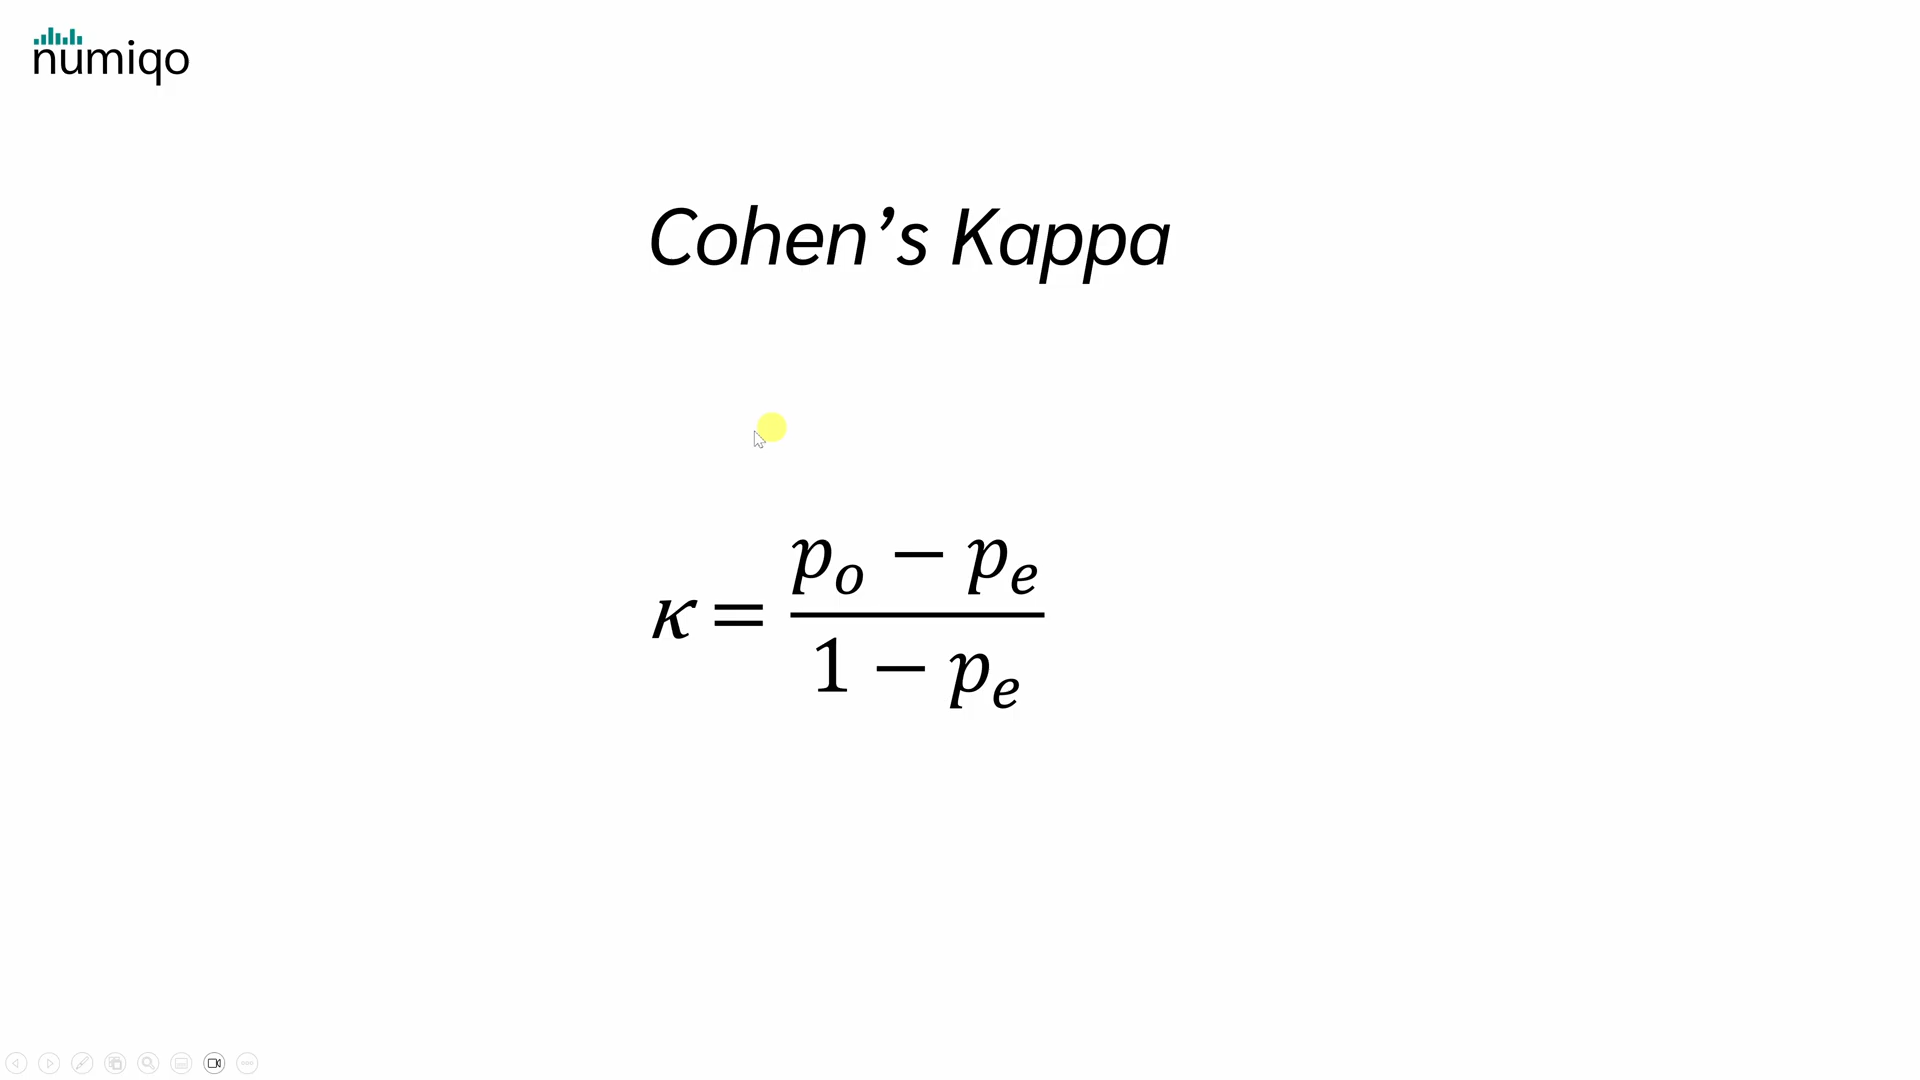 numiqo
Cohen’s Kappa
κ = (p_o − p_e) / (1 − p_e)